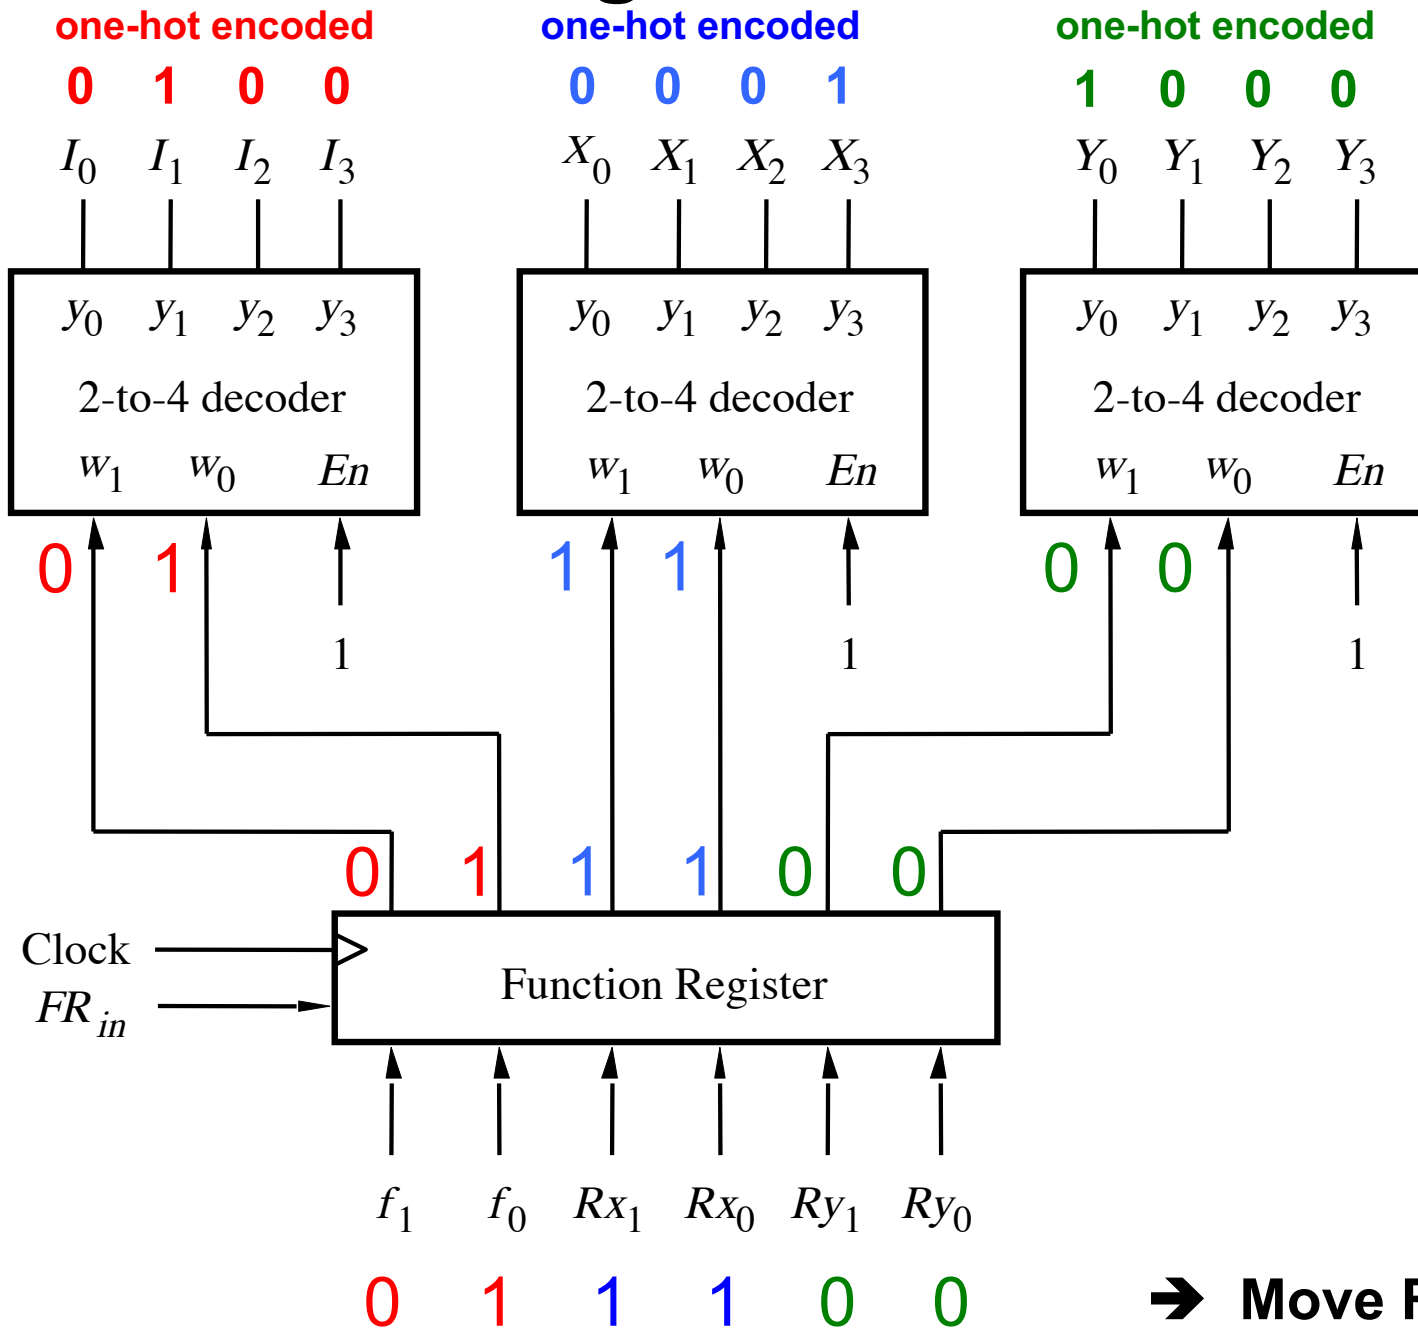 one-hot encoded one-hot encoded one-hot encoded
0 1 0 0 0 0 0 1 1 0 0 0
I0 I1 I2 I3 X0 X1 X2 X3 Y0 Y1 Y2 Y3
y0 y1 y2 y3 y0 y1 y2 y3 y0 y1 y2 y3
2-to-4 decoder 2-to-4 decoder 2-to-4 decoder
w1 w0 En w1 w0 En w1 w0 En
0 1 1 1 0 0
1 1 1
0 1 1 1 0 0
Clock
Function Register
FR in
f1 f0 Rx1 Rx0 Ry1 Ry0
0 1 1 1 0 0 ➔ Move